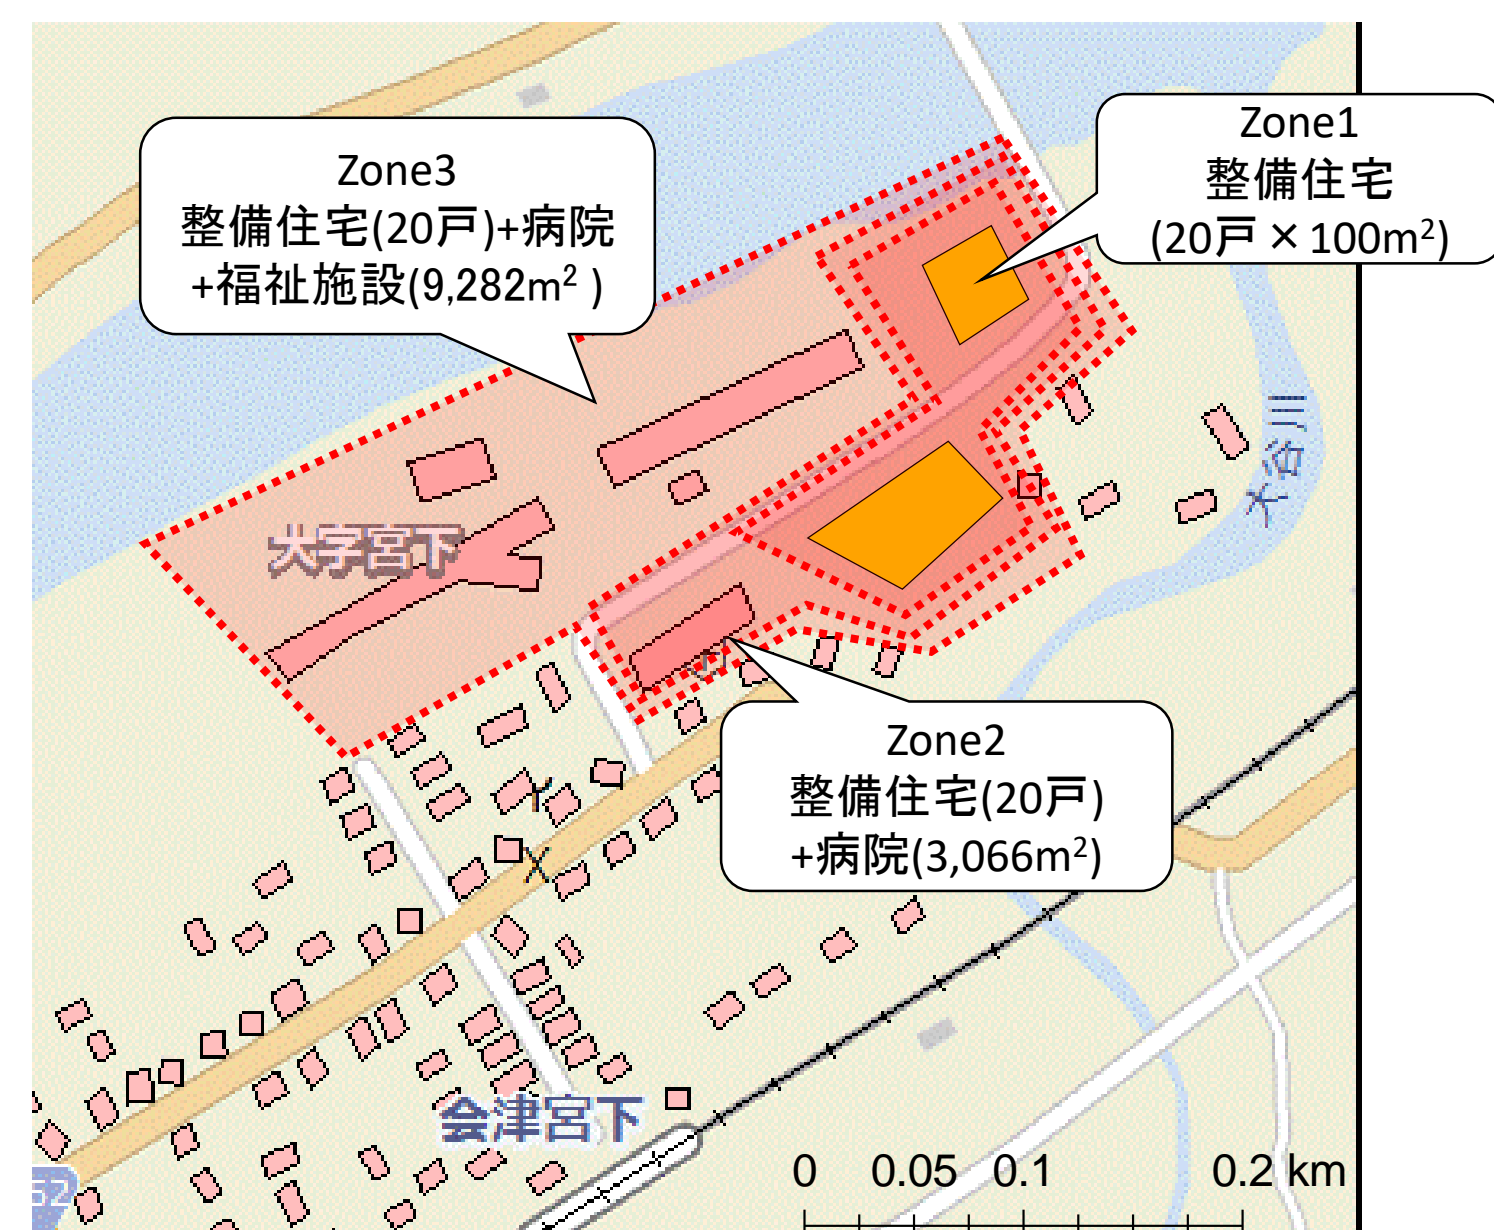 Zone1
整備住宅
(20戸×100m²)
Zone3
整備住宅(20戸)+病院
+福祉施設(9,282m² )
大谷川
大字宮下
Zone2
整備住宅(20戸)
+病院(3,066m²)
会津宮下
0 0.05 0.1 0.2 km